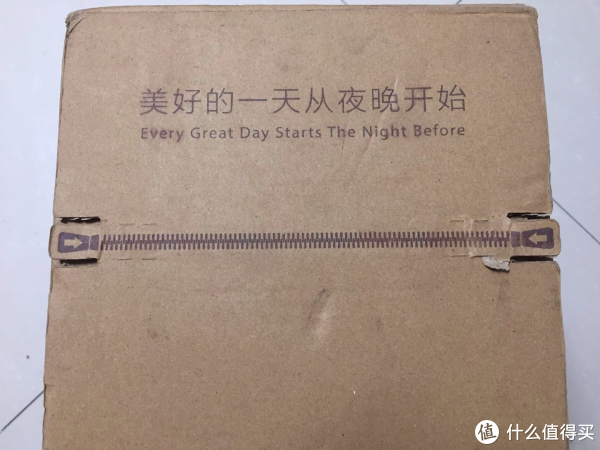 美好的一天从夜晚开始
Every Great Day Starts The Night Before
值 什么值得买